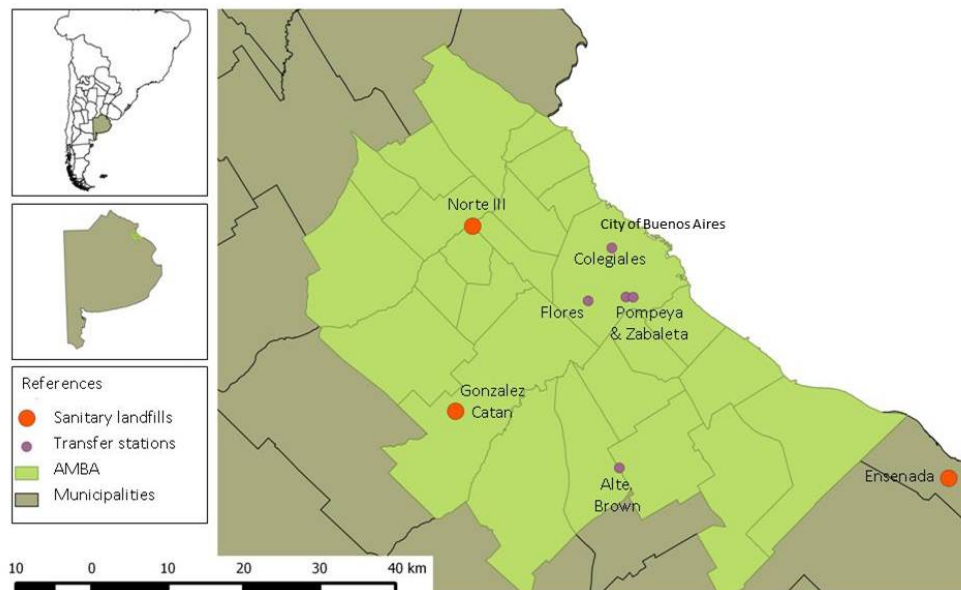 Norte III
City of Buenos Aires
Colegiales
Flores
Pompeya
& Zabaleta
Gonzalez
Catan
Alte.
Brown
Ensenada
References
Sanitary landfills
Transfer stations
AMBA
Municipalities
10 0 10 20 30 40 km